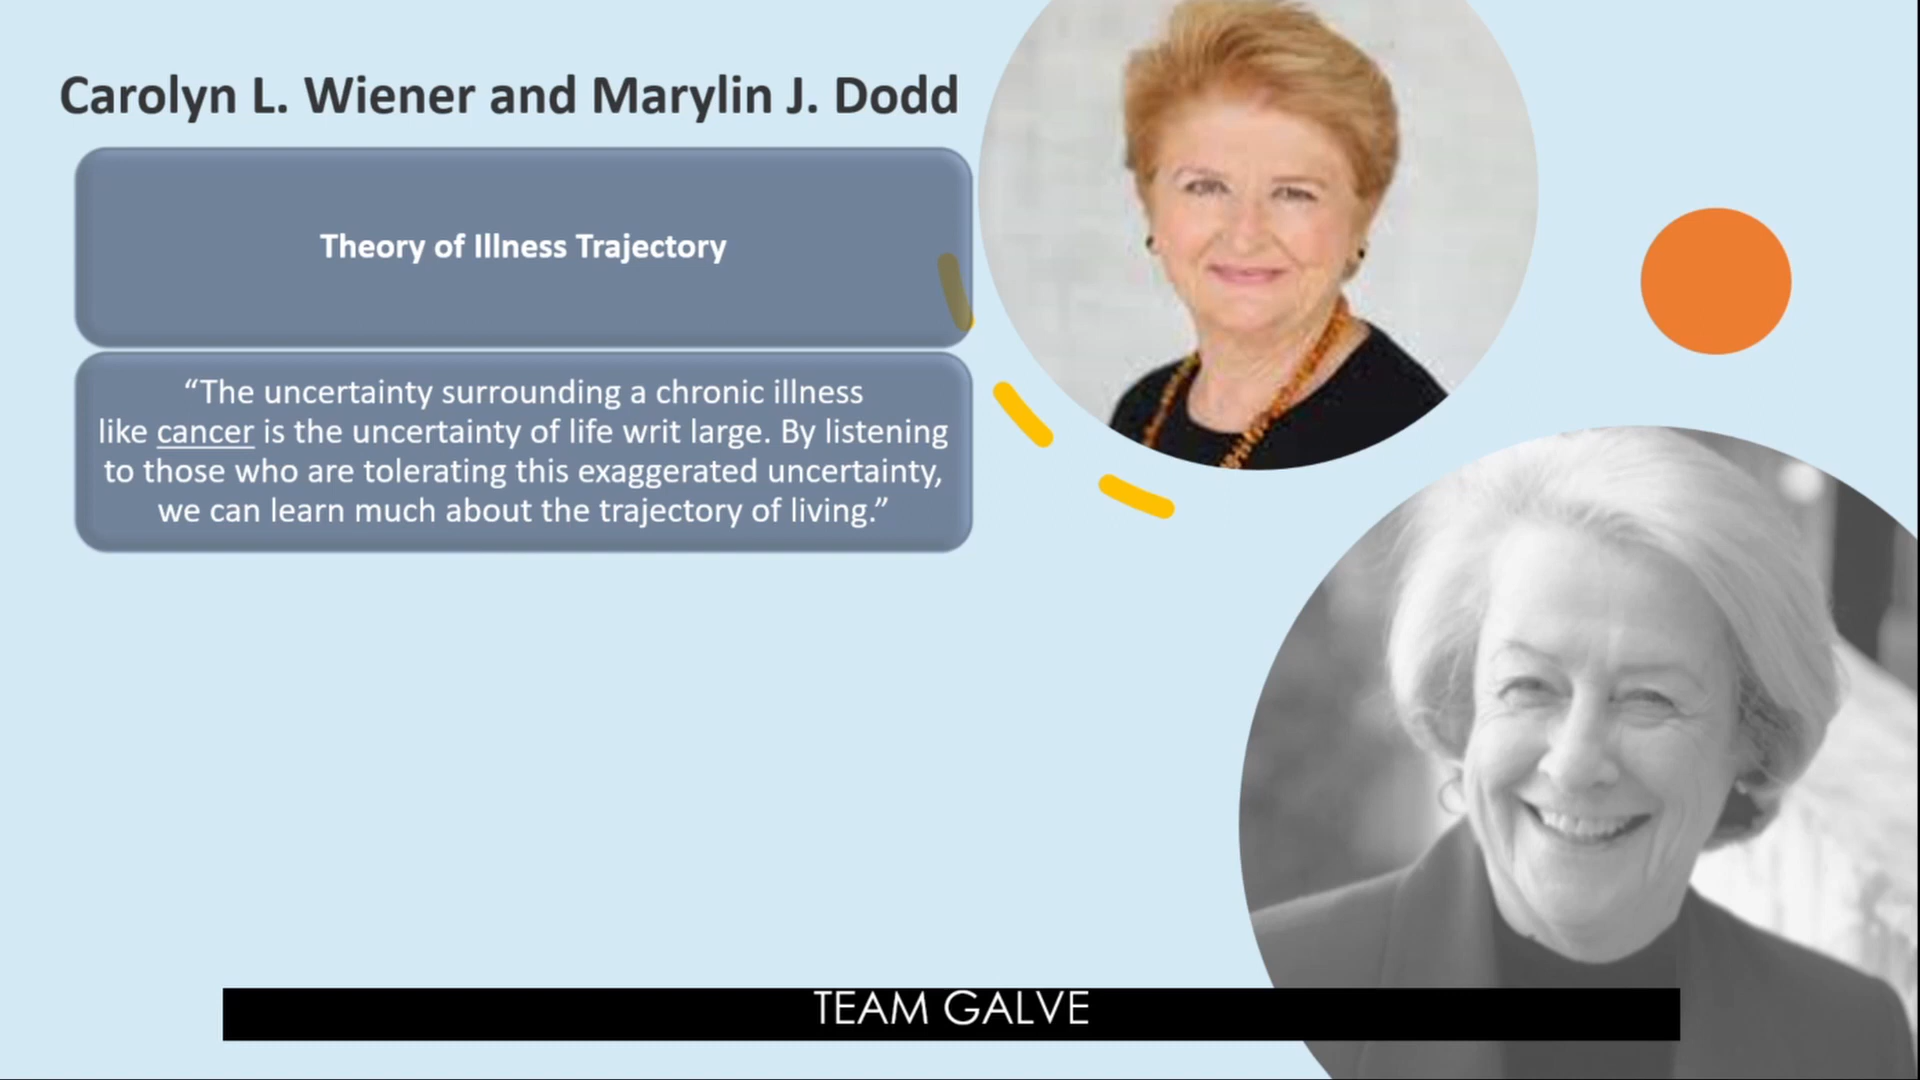 Carolyn L. Wiener and Marylin J. Dodd
Theory of Illness Trajectory
“The uncertainty surrounding a chronic illness
like cancer is the uncertainty of life writ large. By listening
to those who are tolerating this exaggerated uncertainty,
we can learn much about the trajectory of living.”
TEAM GALVE